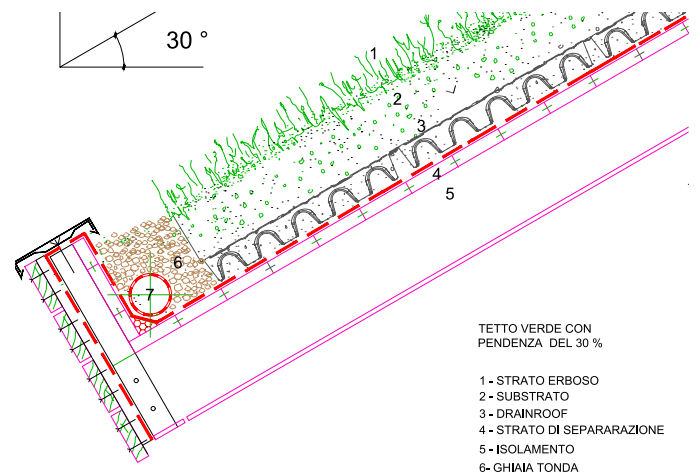 30 °
1
2
3
4
5
6
7
TETTO VERDE CON
PENDENZA DEL 30 %
1 - STRATO ERBOSO
2 - SUBSTRATO
3 - DRAINROOF
4 - STRATO DI SEPARARAZIONE
5 - ISOLAMENTO
6- GHIAIA TONDA